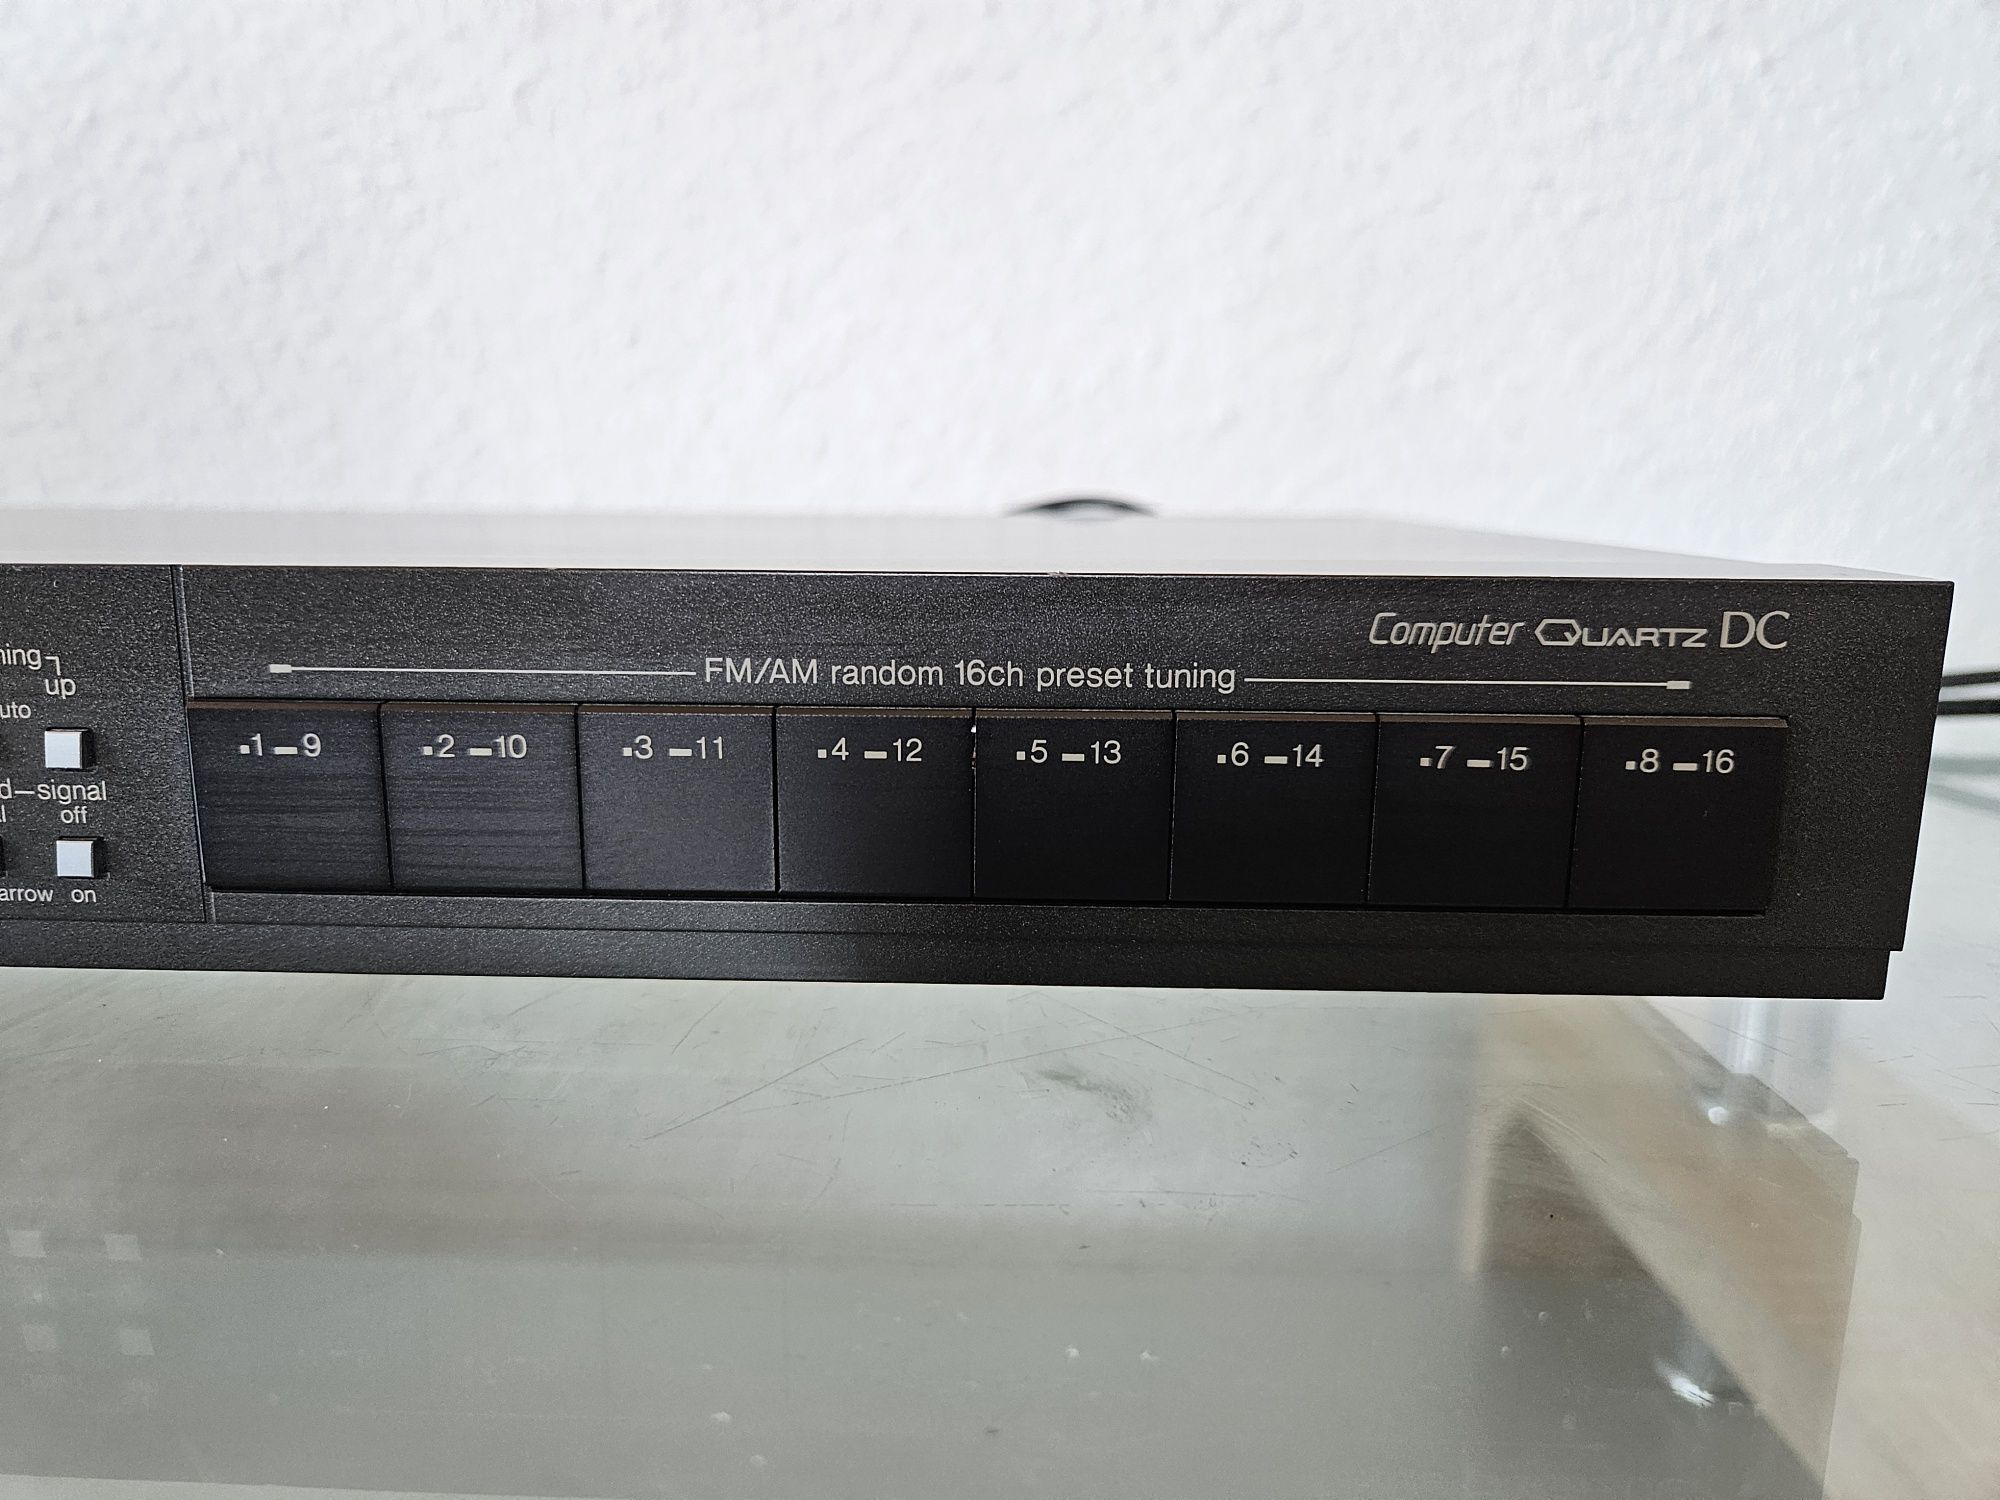 up
signal
off
on
Computer QUARTZ DC
FM/AM random 16ch preset tuning
1 9
2 10
3 11
4 12
5 13
6 14
7 15
8 16